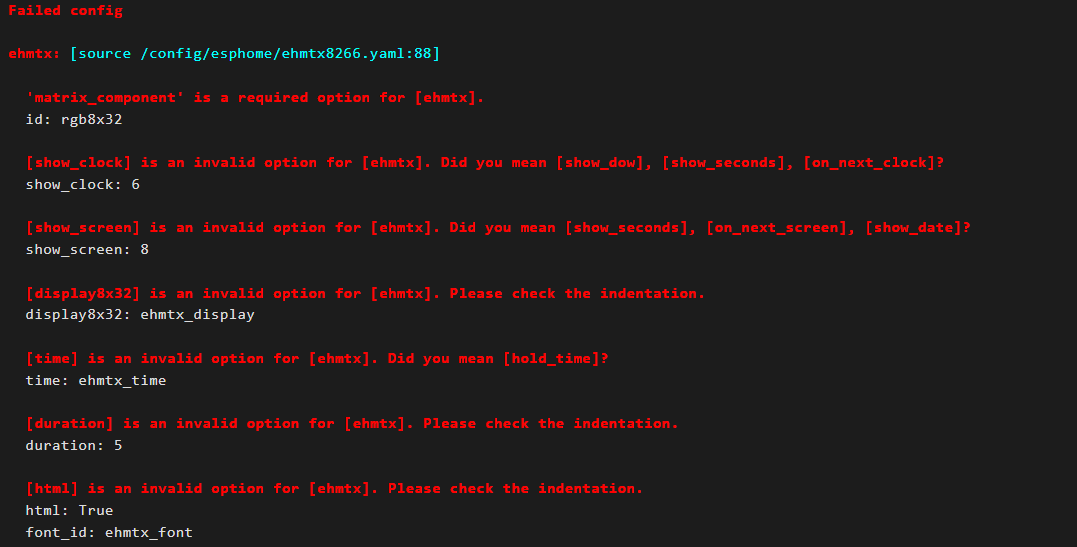 Failed config
ehmtx: [source /config/esphome/ehmtx8266.yaml:88]
'matrix_component' is a required option for [ehmtx].
id: rgb8x32
[show_clock] is an invalid option for [ehmtx]. Did you mean [show_dow], [show_seconds], [on_next_clock]?
show_clock: 6
[show_screen] is an invalid option for [ehmtx]. Did you mean [show_seconds], [on_next_screen], [show_date]?
show_screen: 8
[display8x32] is an invalid option for [ehmtx]. Please check the indentation.
display8x32: ehmtx_display
[time] is an invalid option for [ehmtx]. Did you mean [hold_time]?
time: ehmtx_time
[duration] is an invalid option for [ehmtx]. Please check the indentation.
duration: 5
[html] is an invalid option for [ehmtx]. Please check the indentation.
html: True
font_id: ehmtx_font